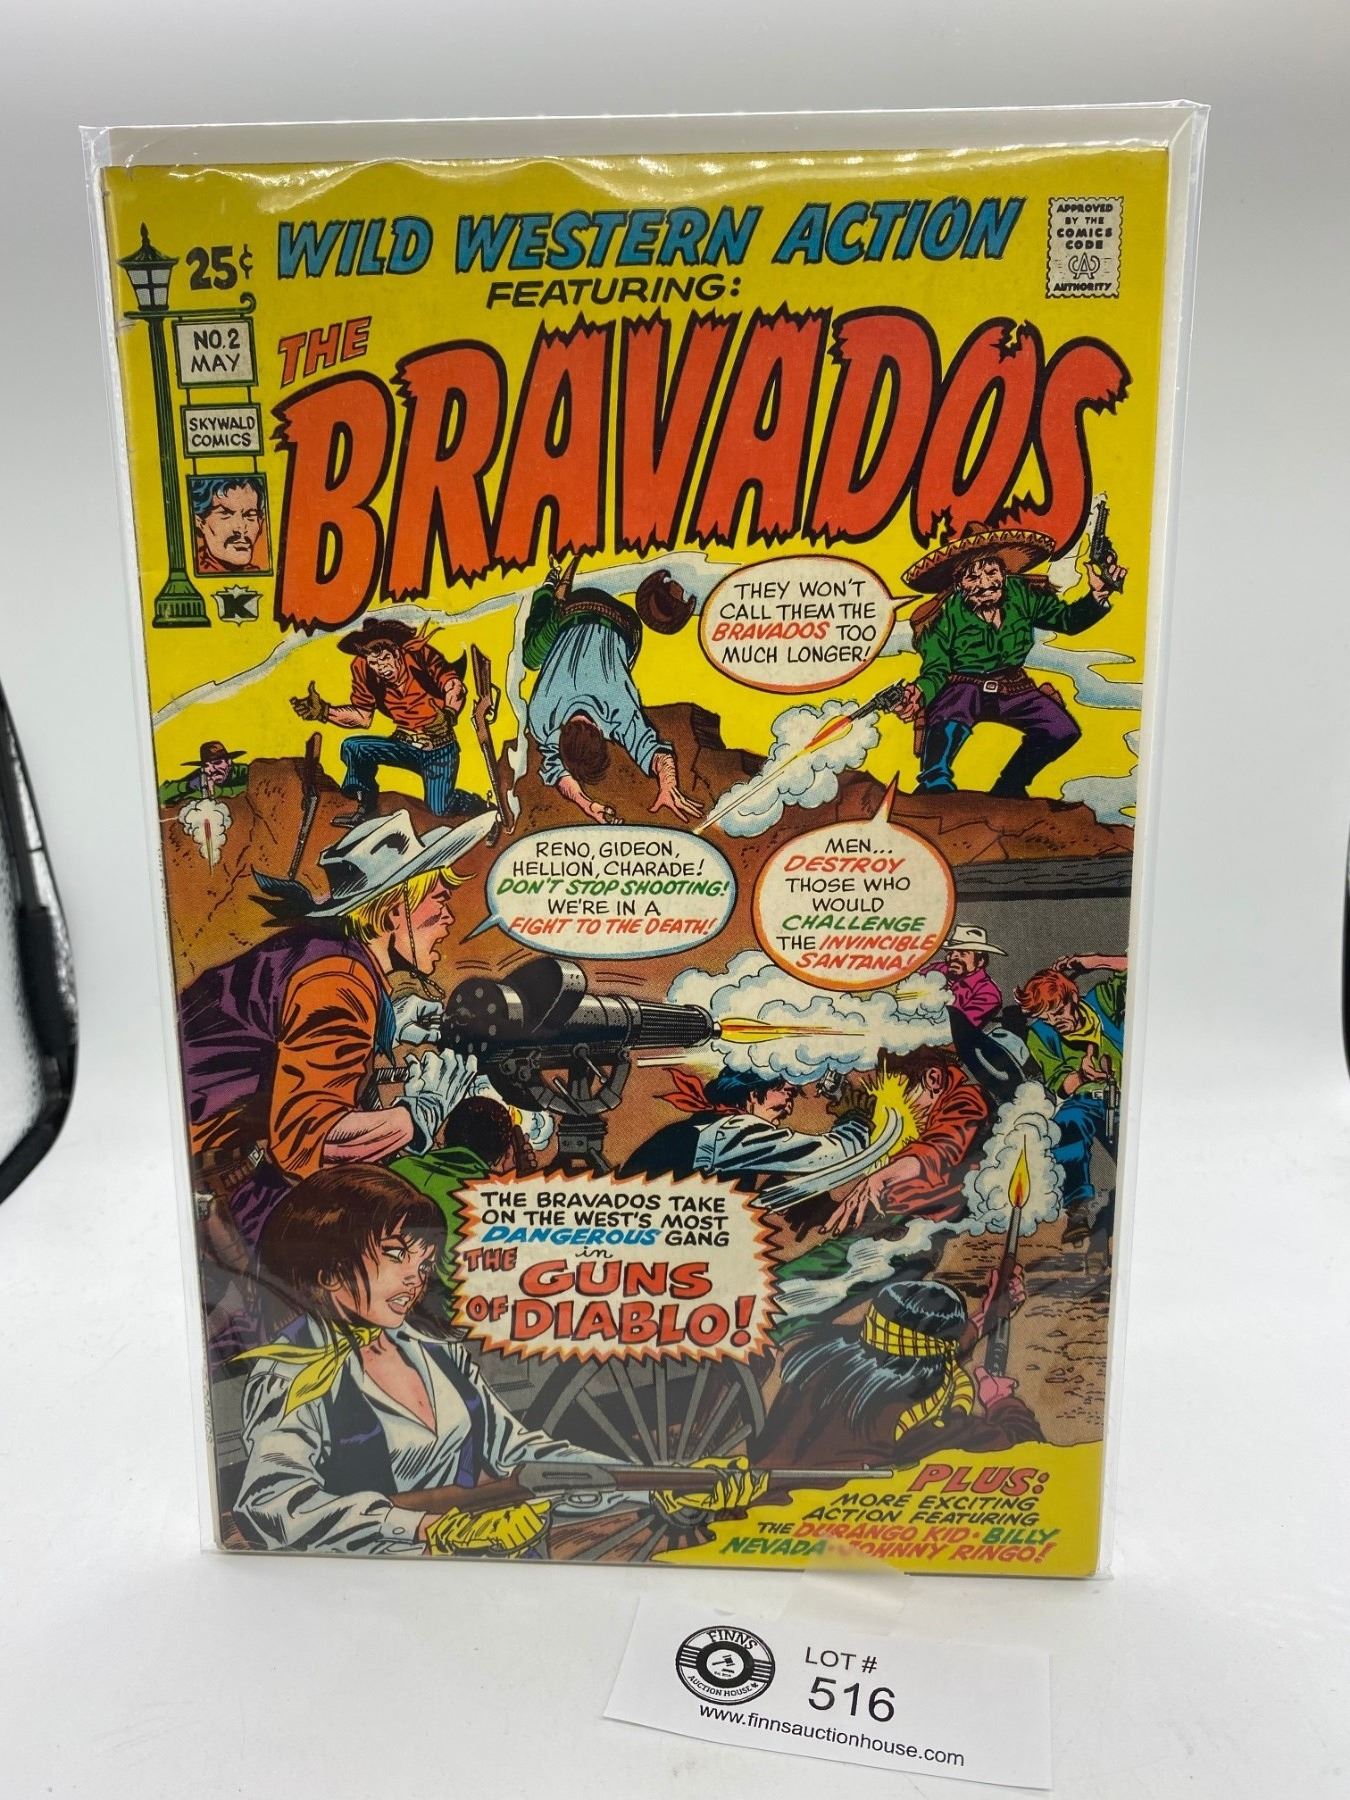 25¢
WILD WESTERN ACTION
FEATURING:
APPROVED
BY THE
COMICS
CODE
CA
AUTHORITY
NO. 2
MAY
SKYWALD
COMICS
K
THE
BRAVADOS
THEY WON'T
CALL THEM THE
BRAVADOS TOO
MUCH LONGER!
RENO, GIDEON,
HELLION, CHARADE!
DON'T STOP SHOOTING!
WE'RE IN A
FIGHT TO THE DEATH!
MEN...
DESTROY
THOSE WHO
WOULD
CHALLENGE
THE INVINCIBLE
SANTANA!
THE BRAVADOS TAKE
ON THE WEST'S MOST
DANGEROUS GANG
in
THE GUNS
OF DIABLO!
PLUS:
MORE EXCITING
ACTION FEATURING
THE DURANGO KID • BILLY
NEVADA • JOHNNY RINGO!
FINNS
AUCTION HOUSE
LOT #
516
www.finnsauctionhouse.com